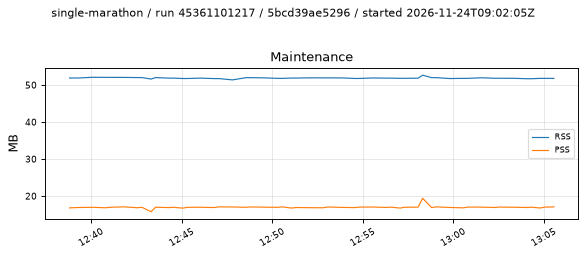 single-marathon / run 45361101217 / 5bcd39ae5296 / started 2026-11-24T09:02:05Z
Maintenance
MB
50
40
30
20
RSS
PSS
12:40
12:45
12:50
12:55
13:00
13:05